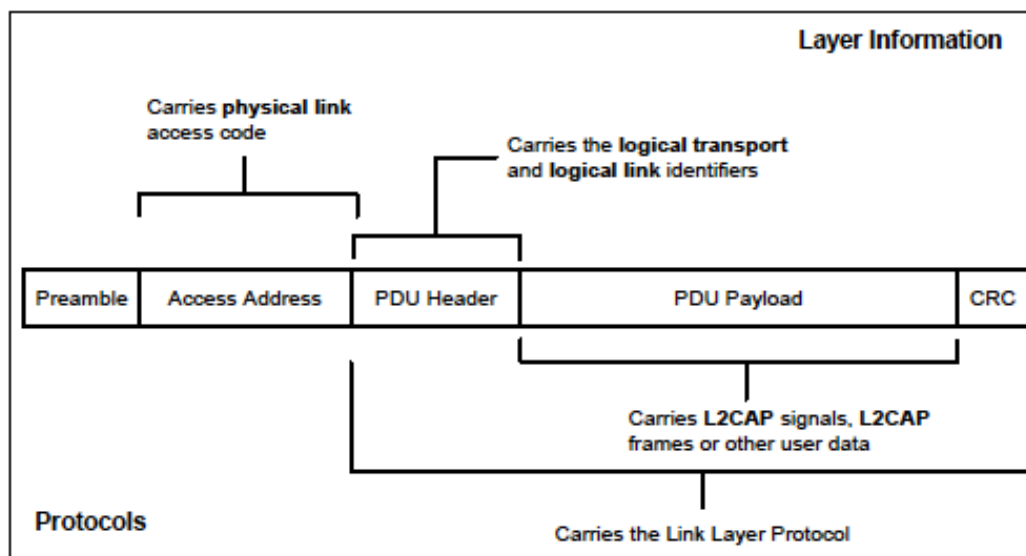 Layer Information
Carries physical link
access code
Carries the logical transport
and logical link identifiers
Preamble
Access Address
PDU Header
PDU Payload
CRC
Carries L2CAP signals, L2CAP
frames or other user data
Protocols
Carries the Link Layer Protocol